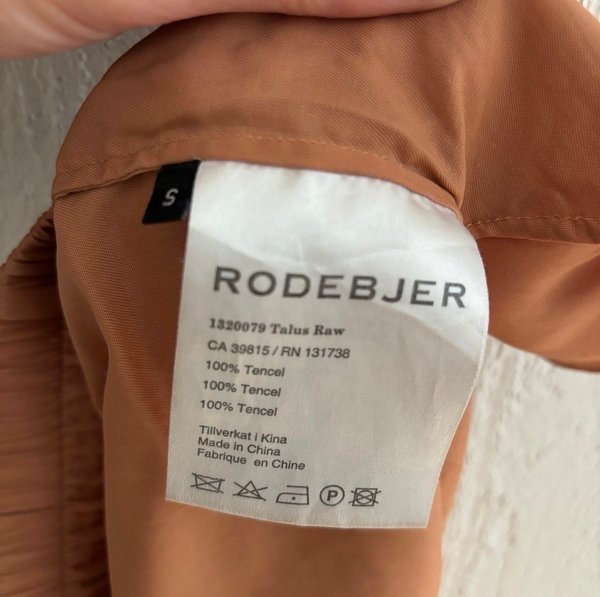 S
RODEBJER
1320079 Talus Raw
CA 39815 / RN 131738
100% Tencel
100% Tencel
100% Tencel
Tillverkat i Kina
Made in China
Fabrique en Chine
P